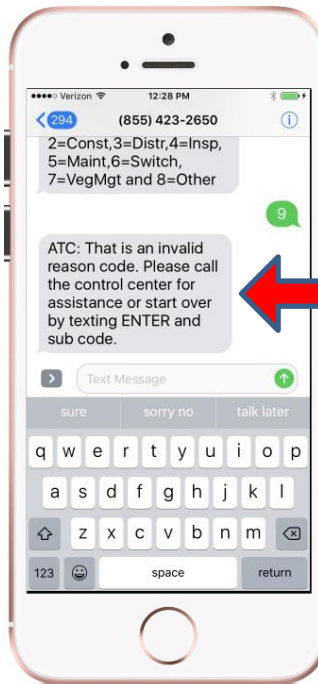 Verizon 12:28 PM
294 (855) 423-2650
2=Const,3=Distr,4=Insp,
5=Maint,6=Switch,
7=VegMgt and 8=Other
9
ATC: That is an invalid
reason code. Please call
the control center for
assistance or start over
by texting ENTER and
sub code.
Text Message
sure sorry no talk later
q w e r t y u i o p
a s d f g h j k l
z x c v b n m
123 space return